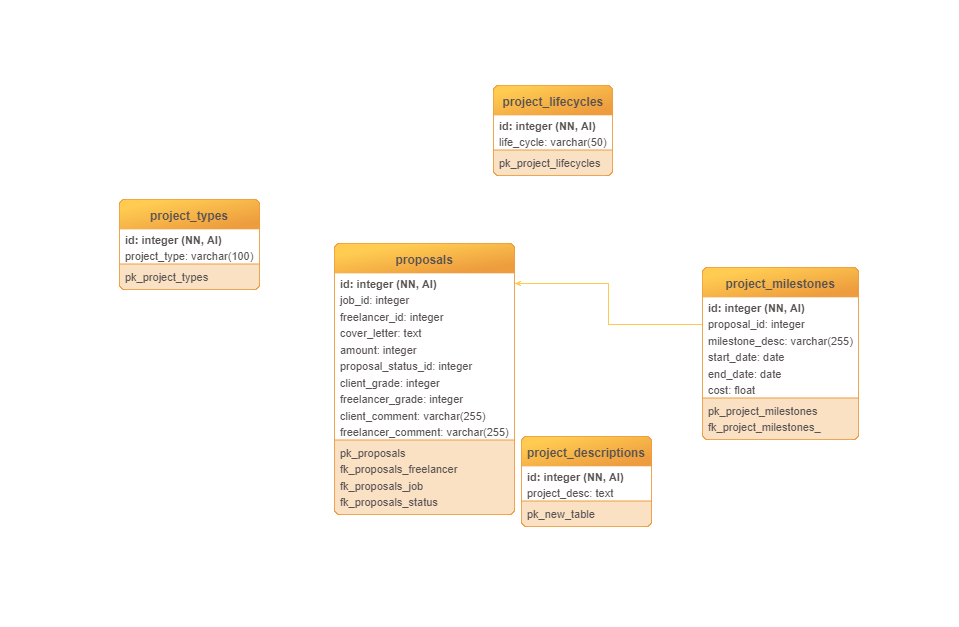 project_lifecycles
id: integer (NN, AI)
life_cycle: varchar(50)
pk_project_lifecycles
project_types
id: integer (NN, AI)
project_type: varchar(100)
pk_project_types
proposals
id: integer (NN, AI)
job_id: integer
freelancer_id: integer
cover_letter: text
amount: integer
proposal_status_id: integer
client_grade: integer
freelancer_grade: integer
client_comment: varchar(255)
freelancer_comment: varchar(255)
pk_proposals
fk_proposals_freelancer
fk_proposals_job
fk_proposals_status
project_milestones
id: integer (NN, AI)
proposal_id: integer
milestone_desc: varchar(255)
start_date: date
end_date: date
cost: float
pk_project_milestones
fk_project_milestones_
project_descriptions
id: integer (NN, AI)
project_desc: text
pk_new_table